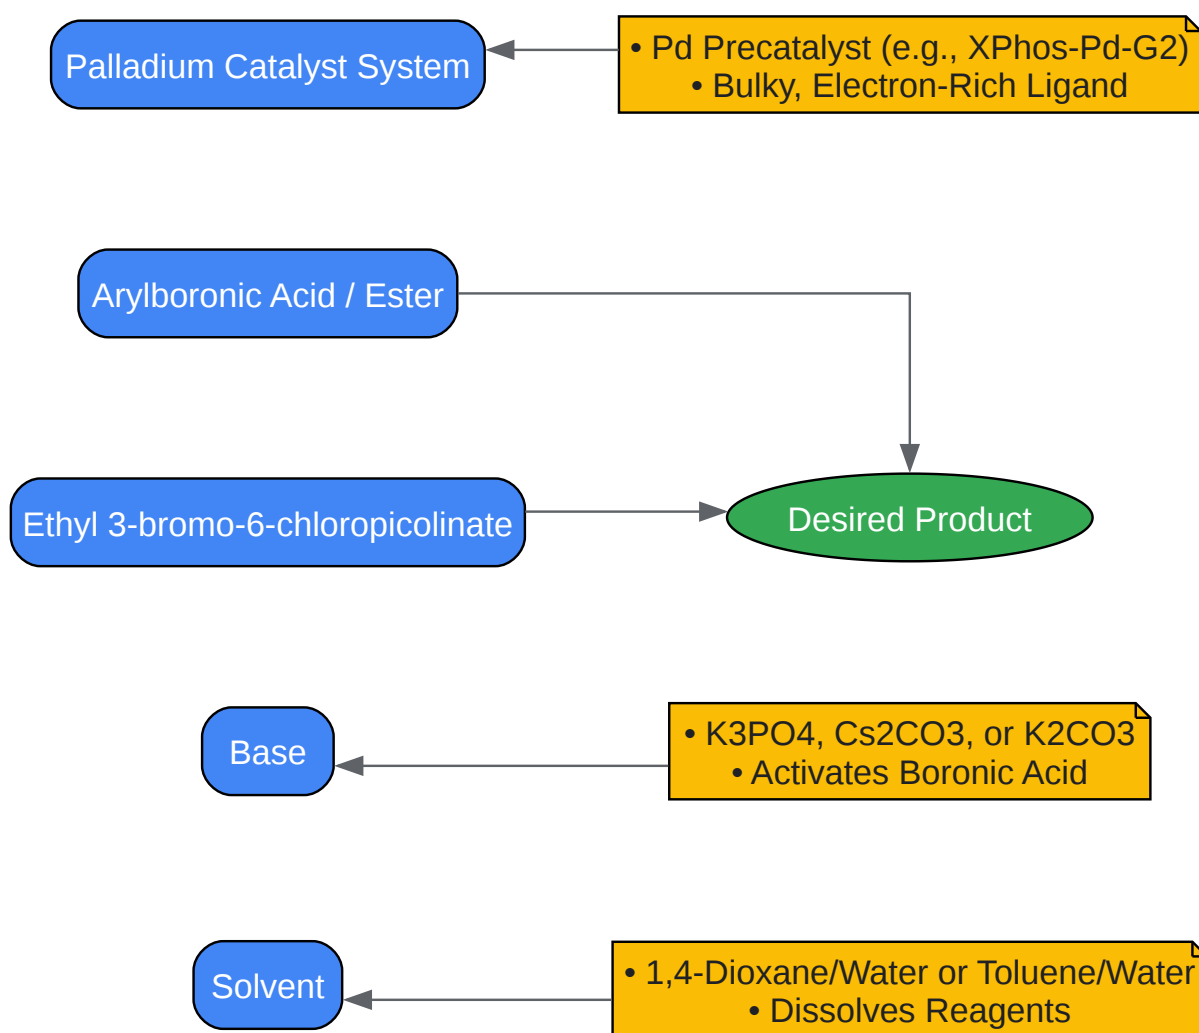 Palladium Catalyst System
• Pd Precatalyst (e.g., XPhos-Pd-G2)
• Bulky, Electron-Rich Ligand
Arylboronic Acid / Ester
Ethyl 3-bromo-6-chloropicolinate
Desired Product
Base
• K3PO4, Cs2CO3, or K2CO3
• Activates Boronic Acid
Solvent
• 1,4-Dioxane/Water or Toluene/Water
• Dissolves Reagents